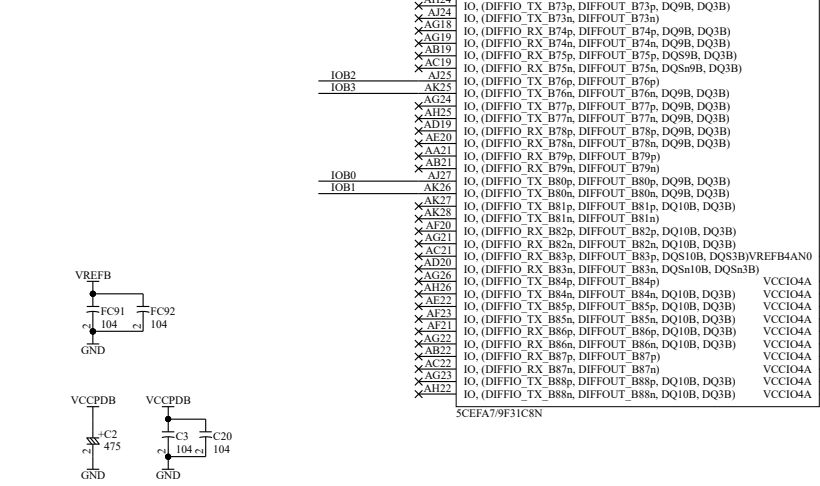 AH24 IO, (DIFFIO_TX_B73p, DIFFOUT_B73p, DQ9B, DQ3B)
AJ24 IO, (DIFFIO_TX_B73n, DIFFOUT_B73n)
AG18 IO, (DIFFIO_RX_B74p, DIFFOUT_B74p, DQ9B, DQ3B)
AG19 IO, (DIFFIO_RX_B74n, DIFFOUT_B74n, DQ9B, DQ3B)
AB19 IO, (DIFFIO_RX_B75p, DIFFOUT_B75p, DQS9B, DQ3B)
AC19 IO, (DIFFIO_RX_B75n, DIFFOUT_B75n, DQSn9B, DQ3B)
IOB2 AJ25 IO, (DIFFIO_TX_B76p, DIFFOUT_B76p)
IOB3 AK25 IO, (DIFFIO_TX_B76n, DIFFOUT_B76n, DQ9B, DQ3B)
AG24 IO, (DIFFIO_TX_B77p, DIFFOUT_B77p, DQ9B, DQ3B)
AH25 IO, (DIFFIO_TX_B77n, DIFFOUT_B77n, DQ9B, DQ3B)
AD19 IO, (DIFFIO_RX_B78p, DIFFOUT_B78p, DQ9B, DQ3B)
AE20 IO, (DIFFIO_RX_B78n, DIFFOUT_B78n, DQ9B, DQ3B)
AA21 IO, (DIFFIO_RX_B79p, DIFFOUT_B79p)
AB21 IO, (DIFFIO_RX_B79n, DIFFOUT_B79n)
IOB0 AJ27 IO, (DIFFIO_TX_B80p, DIFFOUT_B80p, DQ9B, DQ3B)
IOB1 AK26 IO, (DIFFIO_TX_B80n, DIFFOUT_B80n, DQ9B, DQ3B)
AK27 IO, (DIFFIO_TX_B81p, DIFFOUT_B81p, DQ10B, DQ3B)
AK28 IO, (DIFFIO_TX_B81n, DIFFOUT_B81n)
AF20 IO, (DIFFIO_RX_B82p, DIFFOUT_B82p, DQ10B, DQ3B)
AG21 IO, (DIFFIO_RX_B82n, DIFFOUT_B82n, DQ10B, DQ3B)
AC21 IO, (DIFFIO_RX_B83p, DIFFOUT_B83p, DQS10B, DQS3B)VREFB4AN0
AD20 IO, (DIFFIO_RX_B83n, DIFFOUT_B83n, DQSn10B, DQSn3B)
AG26 IO, (DIFFIO_TX_B84p, DIFFOUT_B84p) VCCIO4A
AH26 IO, (DIFFIO_TX_B84n, DIFFOUT_B84n, DQ10B, DQ3B) VCCIO4A
AE22 IO, (DIFFIO_TX_B85p, DIFFOUT_B85p, DQ10B, DQ3B) VCCIO4A
AF23 IO, (DIFFIO_TX_B85n, DIFFOUT_B85n, DQ10B, DQ3B) VCCIO4A
AF21 IO, (DIFFIO_RX_B86p, DIFFOUT_B86p, DQ10B, DQ3B) VCCIO4A
AG22 IO, (DIFFIO_RX_B86n, DIFFOUT_B86n, DQ10B, DQ3B) VCCIO4A
AB22 IO, (DIFFIO_RX_B87p, DIFFOUT_B87p) VCCIO4A
AC22 IO, (DIFFIO_RX_B87n, DIFFOUT_B87n) VCCIO4A
AG23 IO, (DIFFIO_TX_B88p, DIFFOUT_B88p, DQ10B, DQ3B) VCCIO4A
AH22 IO, (DIFFIO_TX_B88n, DIFFOUT_B88n, DQ10B, DQ3B) VCCIO4A
5CEFA7/9F31C8N
VREFB
FC91 FC92
2 104 2 104
GND
VCCPDB VCCPDB
+C2 C3 C20
2 475 2 104 2 104
GND GND